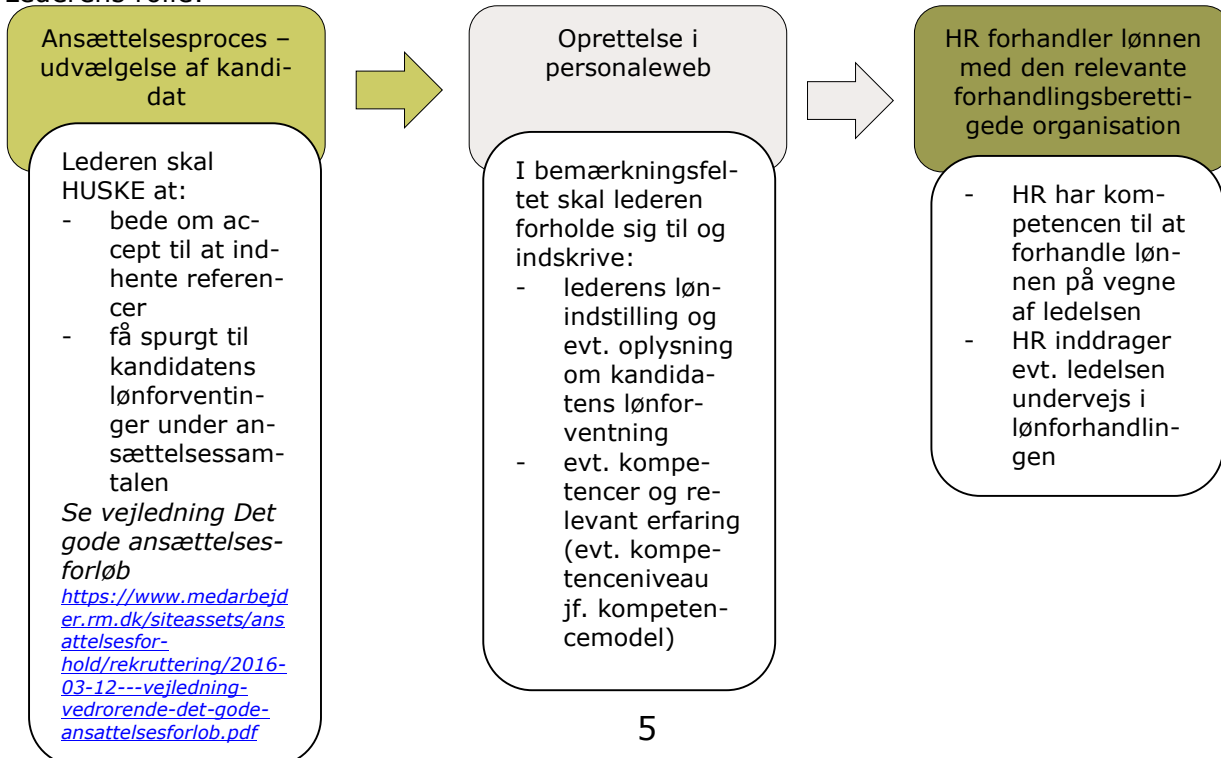 Lederens rolle:
Ansættelsesproces –
udvælgelse af kandi-
dat
Lederen skal
HUSKE at:
- bede om ac-
cept til at ind-
hente referen-
cer
- få spurgt til
kandidatens
lønforventin-
ger under an-
sættelsessam-
talen
Se vejledning Det
gode ansættelses-
forløb
https://www.medarbejd
er.rm.dk/siteassets/ans
attelsesfor-
hold/rekruttering/2016-
03-12---vejledning-
vedrorende-det-gode-
ansattelsesforlob.pdf
Oprettelse i
personaleweb
I bemærkningsfel-
tet skal lederen
forholde sig til og
indskrive:
- lederens løn-
indstilling og
evt. oplysning
om kandida-
tens lønfor-
ventning
- evt. kompe-
tencer og re-
levant erfaring
(evt. kompe-
tenceniveau
jf. kompeten-
cemodel)
HR forhandler lønnen
med den relevante
forhandlingsberetti-
gede organisation
- HR har kom-
petencen til at
forhandle løn-
nen på vegne
af ledelsen
- HR inddrager
evt. ledelsen
undervejs i
lønforhandlin-
gen
5